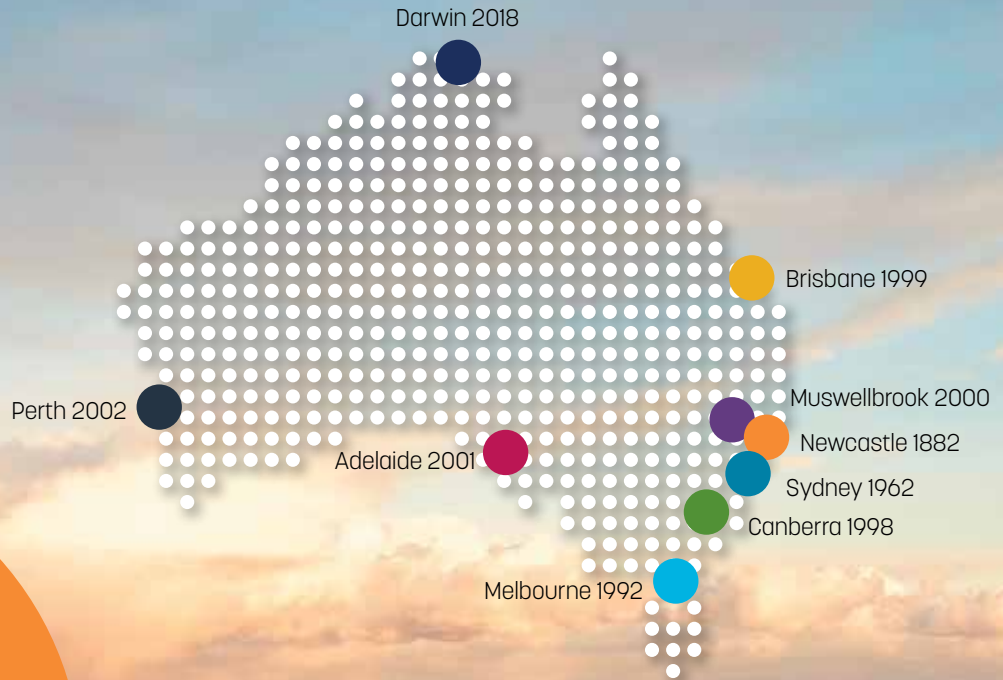 Darwin 2018
Brisbane 1999
Muswellbrook 2000
Perth 2002
Newcastle 1882
Adelaide 2001
Sydney 1962
Canberra 1998
Melbourne 1992